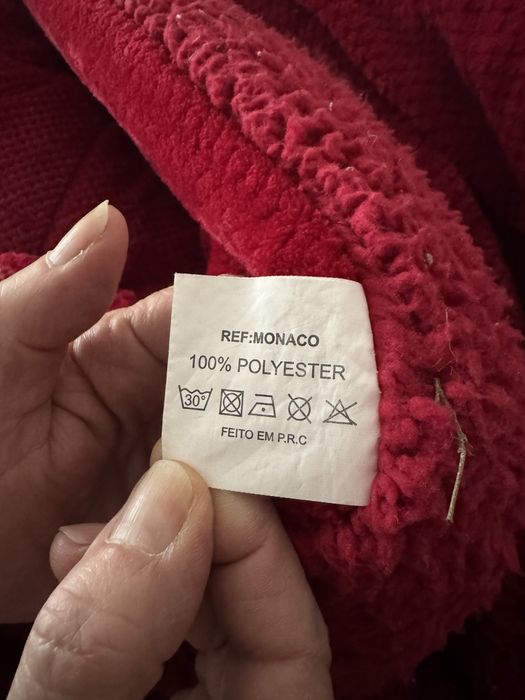 REF:MONACO
100% POLYESTER
30°
FEITO EM P.R.C